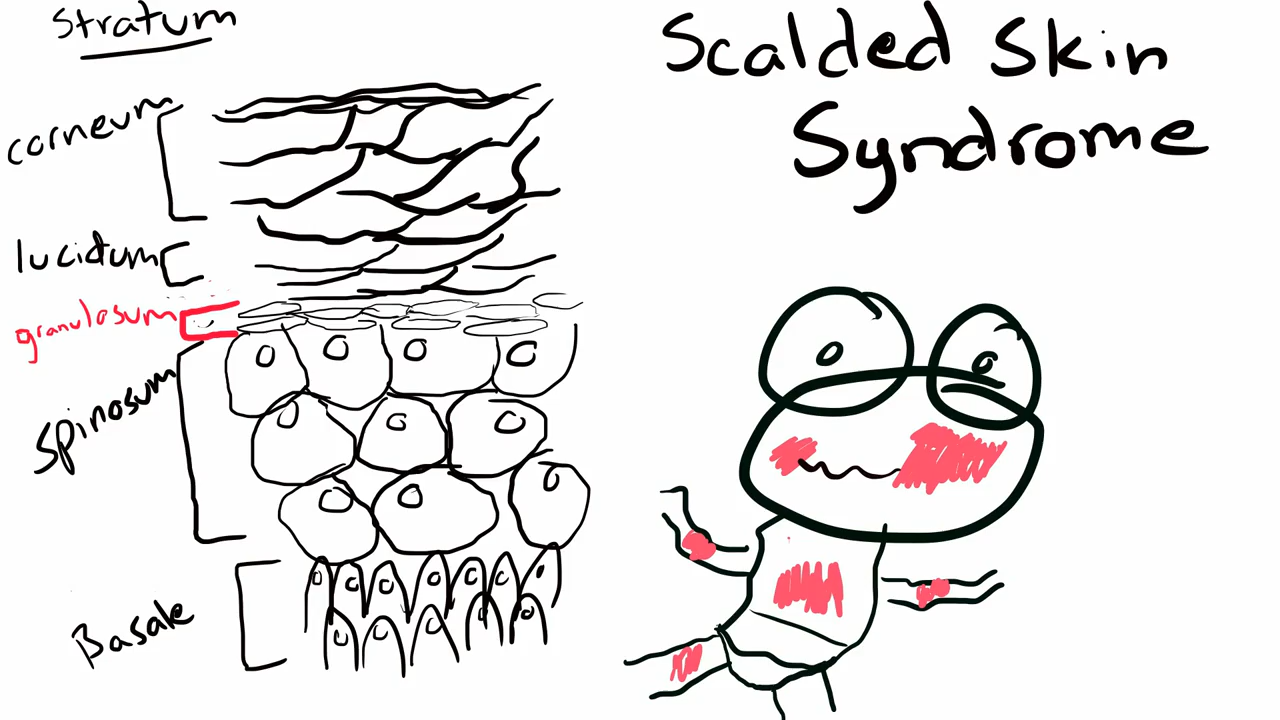 Stratum
corneum
lucidum
granulosum
spinosum
Basale
Scalded Skin
Syndrome